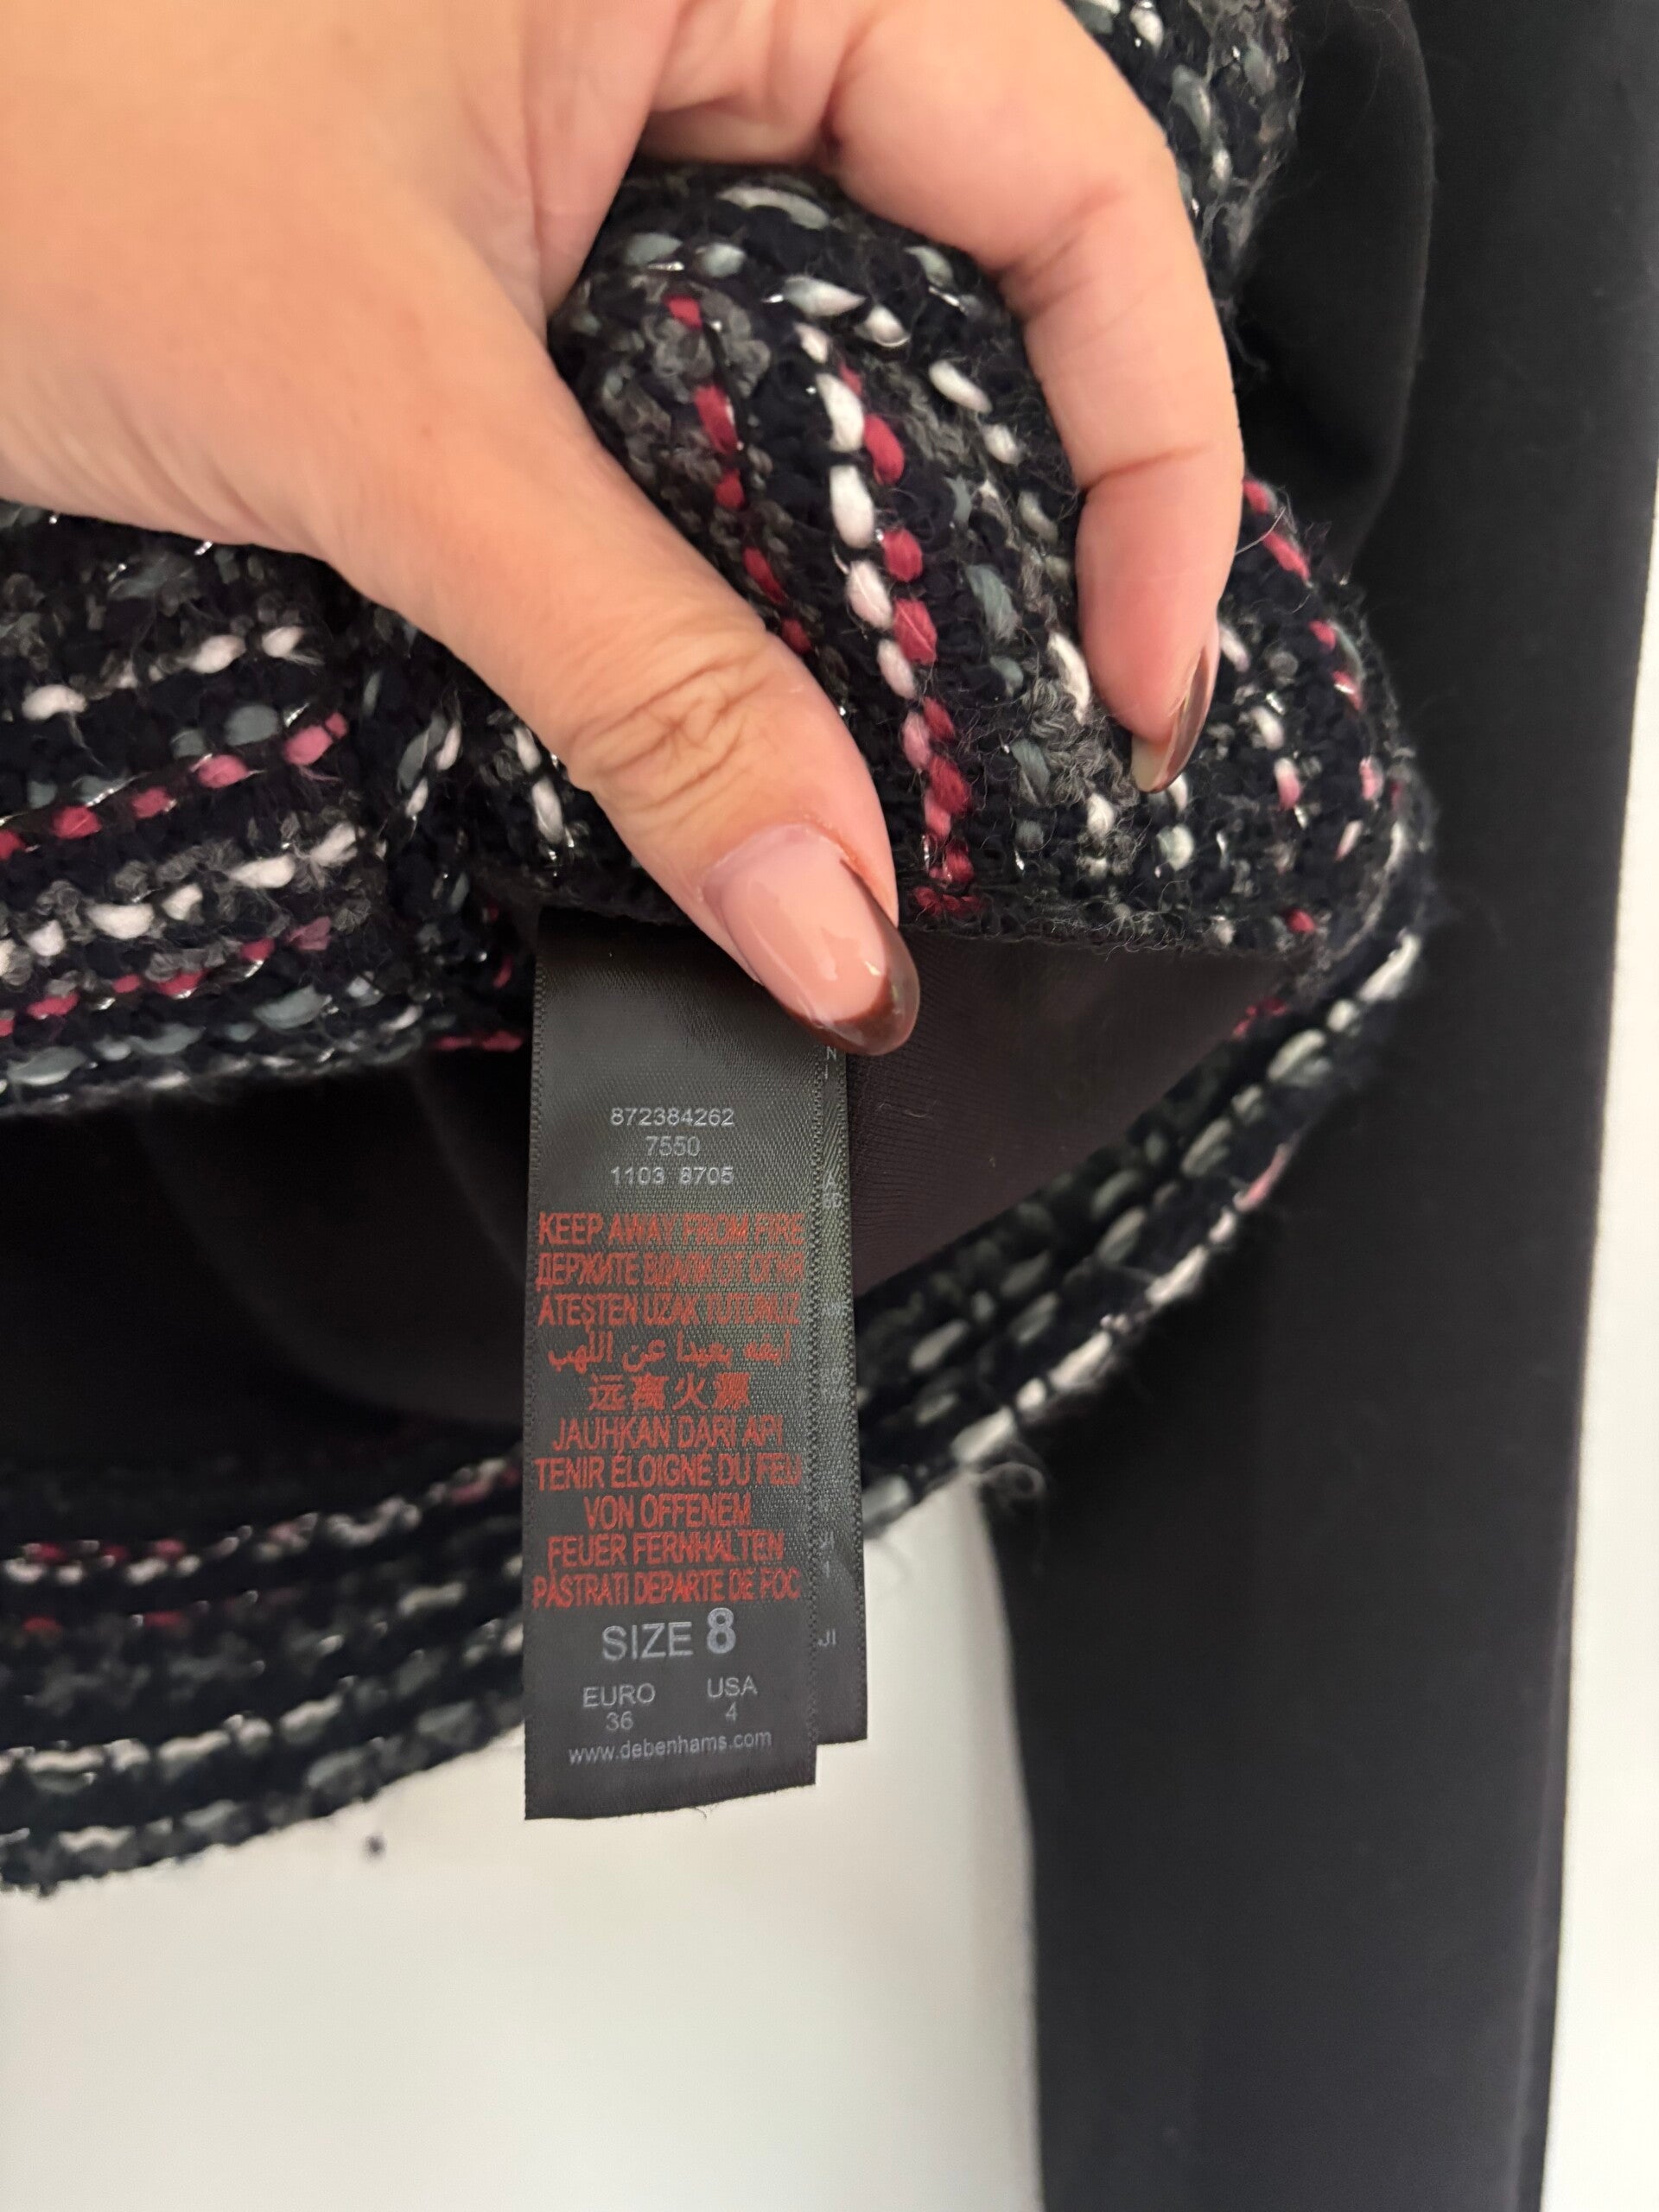 872384262
7550
1103 8705
KEEP AWAY FROM FIRE
ДЕРЖИТЕ ВДАЛИ ОТ ОГНЯ
ATEŞTEN UZAK TUTUNUZ
ابقه بعيدا عن اللهب
远离火源
JAUHKAN DARI API
TENIR ÉLOIGNÉ DU FEU
VON OFFENEM
FEUER FERNHALTEN
PĂSTRATI DEPARTE DE FOC
SIZE 8
EURO USA
36 4
www.debenhams.com